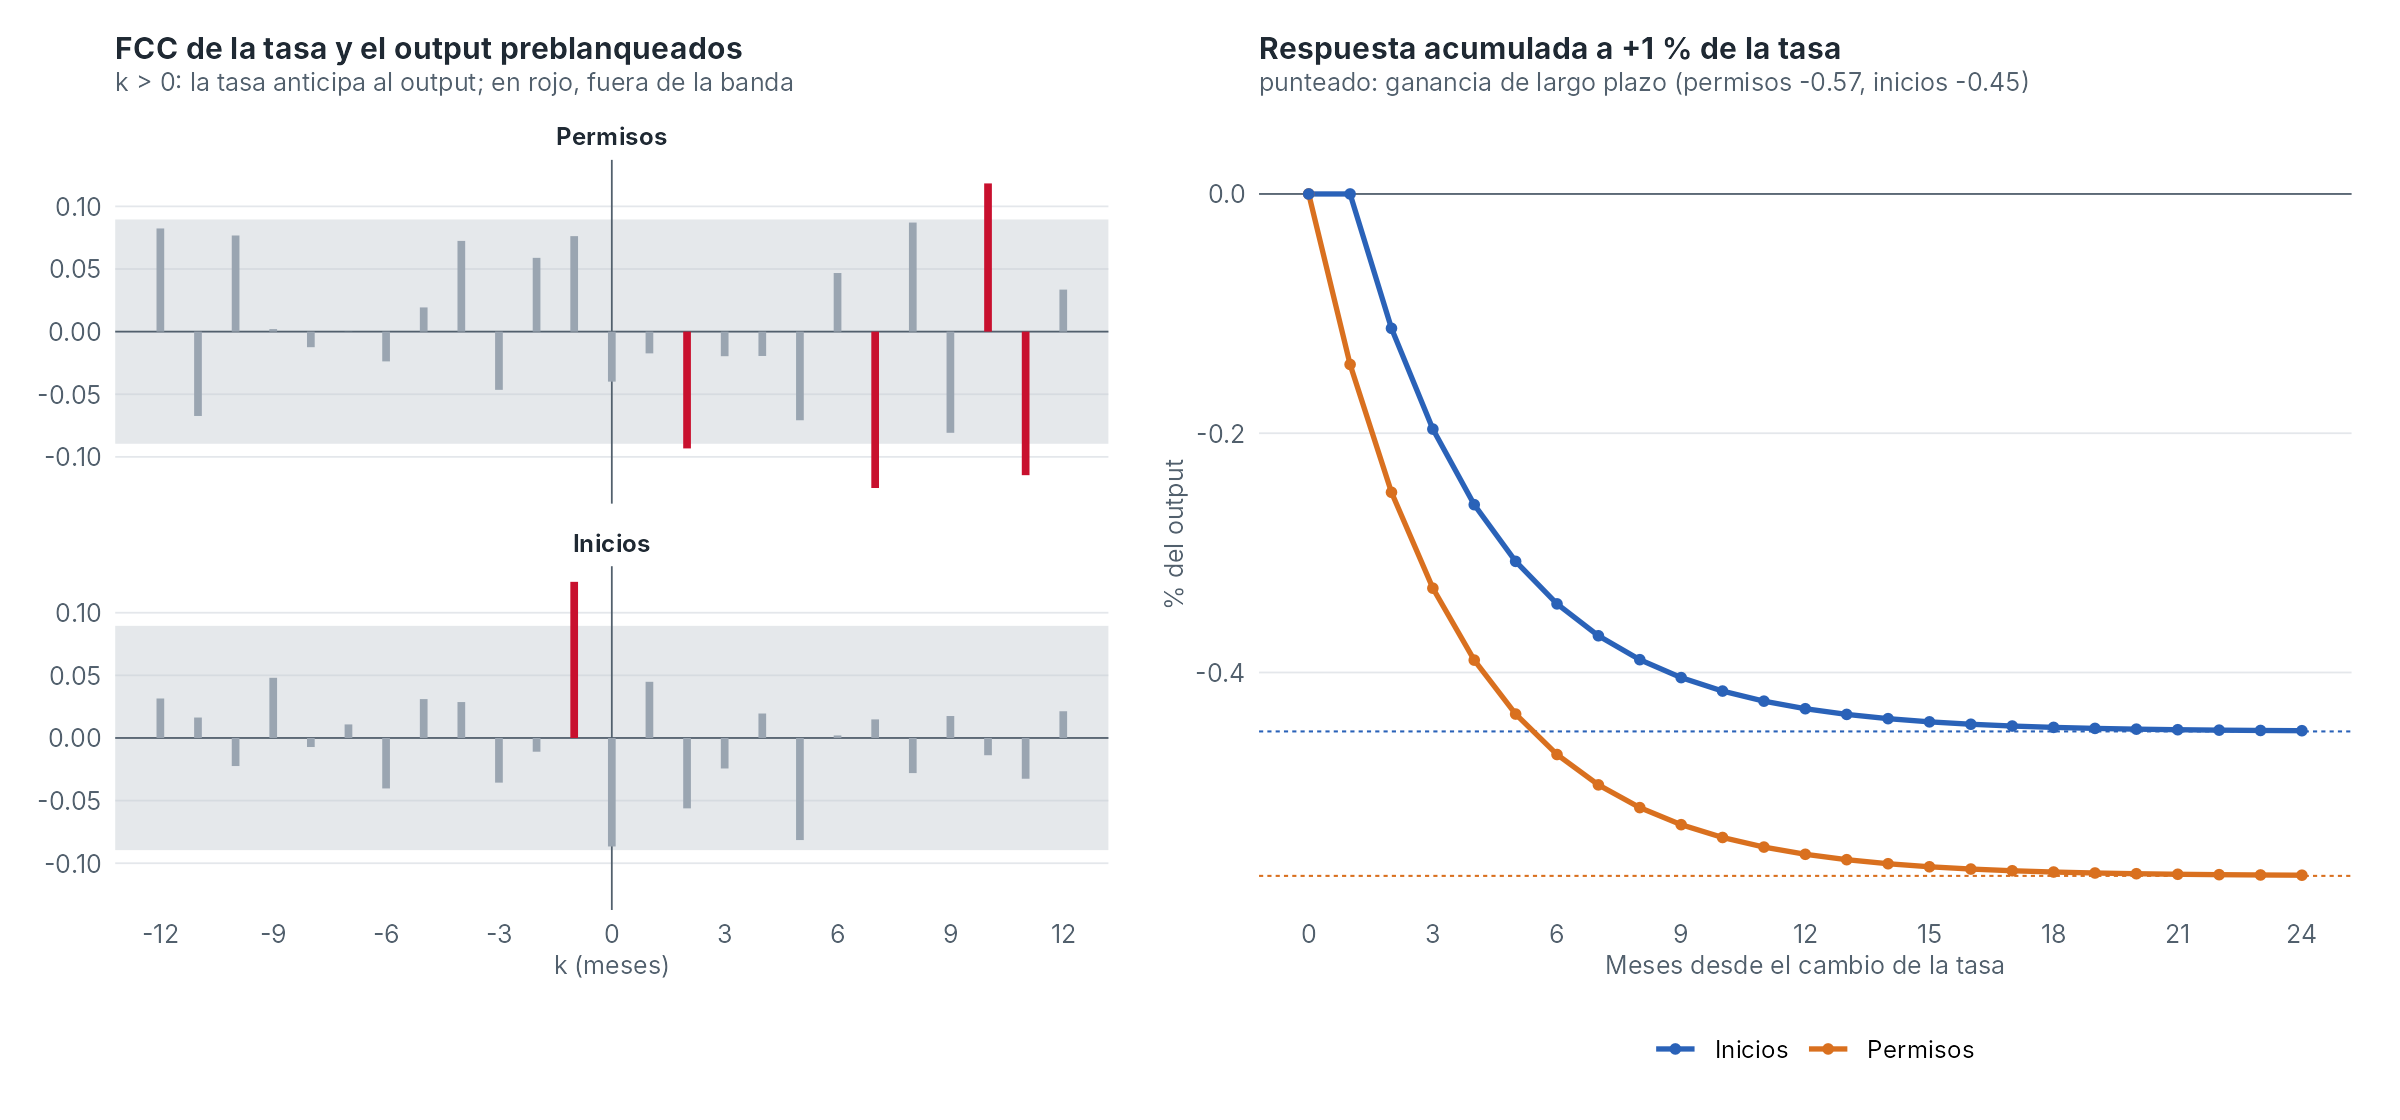 FCC de la tasa y el output preblanqueados
k > 0: la tasa anticipa al output; en rojo, fuera de la banda
Permisos
0.10
0.05
0.00
-0.05
-0.10
Inicios
0.10
0.05
0.00
-0.05
-0.10
-12 -9 -6 -3 0 3 6 9 12
k (meses)
Respuesta acumulada a +1 % de la tasa
punteado: ganancia de largo plazo (permisos -0.57, inicios -0.45)
0.0
-0.2
-0.4
% del output
0 3 6 9 12 15 18 21 24
Meses desde el cambio de la tasa
Inicios Permisos